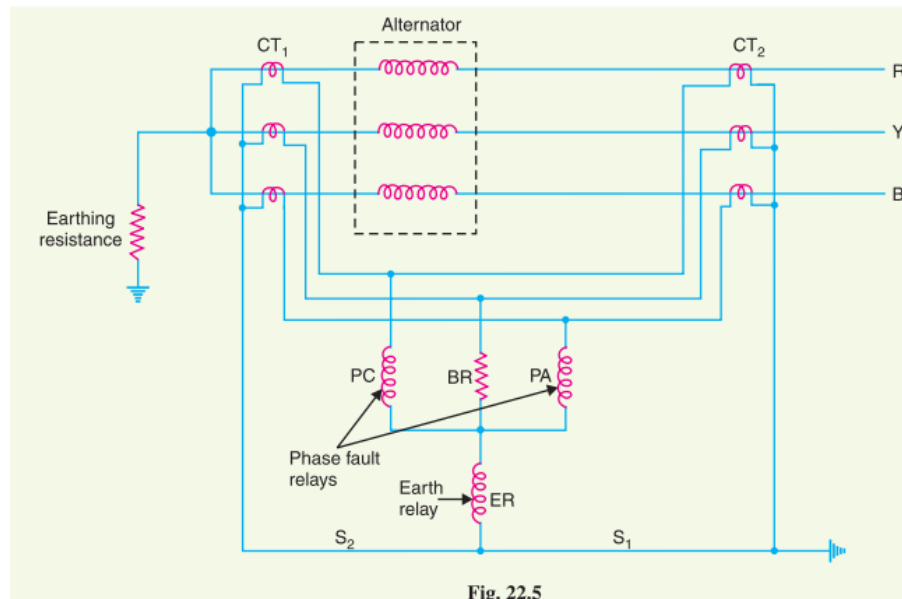 Alternator
CT1
CT2
R
Y
B
Earthing
resistance
PC
BR
PA
Phase fault
relays
Earth
relay
ER
S2
S1
Fig. 22.5